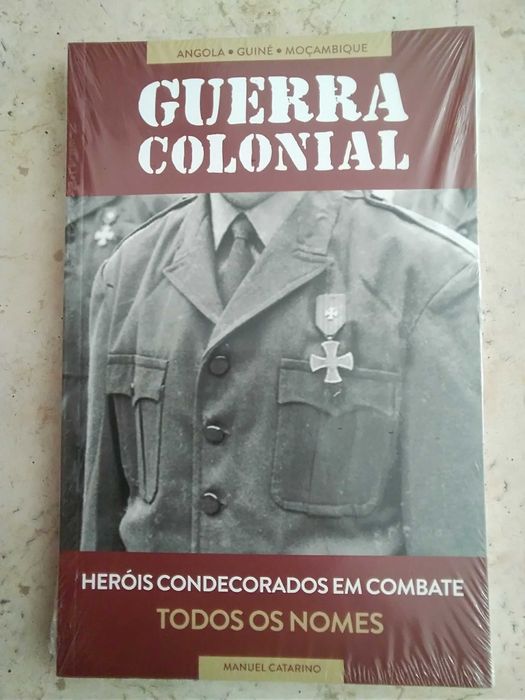 ANGOLA • GUINÉ • MOÇAMBIQUE
GUERRA
COLONIAL
HERÓIS CONDECORADOS EM COMBATE
TODOS OS NOMES
MANUEL CATARINO